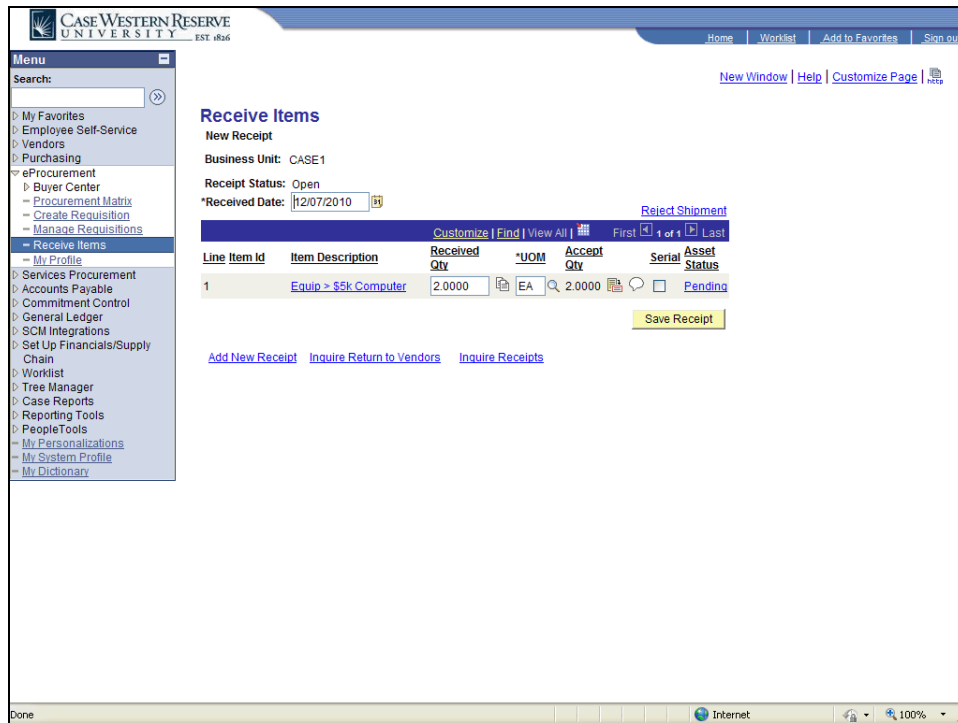 CASE WESTERN RESERVE
UNIVERSITY EST. 1826
Home | Worklist | Add to Favorites | Sign ou
Menu
Search:
My Favorites
Employee Self-Service
Vendors
Purchasing
eProcurement
Buyer Center
Procurement Matrix
Create Requisition
Manage Requisitions
Receive Items
My Profile
Services Procurement
Accounts Payable
Commitment Control
General Ledger
SCM Integrations
Set Up Financials/Supply
Chain
Worklist
Tree Manager
Case Reports
Reporting Tools
PeopleTools
My Personalizations
My System Profile
My Dictionary
New Window | Help | Customize Page | http
Receive Items
New Receipt
Business Unit: CASE1
Receipt Status: Open
*Received Date: 12/07/2010 31
Reject Shipment
Customize | Find | View All | First 1 of 1 Last
Line Item Id Item Description Received Qty *UOM Accept Qty Serial Asset Status
1 Equip > $5k Computer 2.0000 EA 2.0000 Pending
Save Receipt
Add New Receipt Inquire Return to Vendors Inquire Receipts
Done Internet 100%